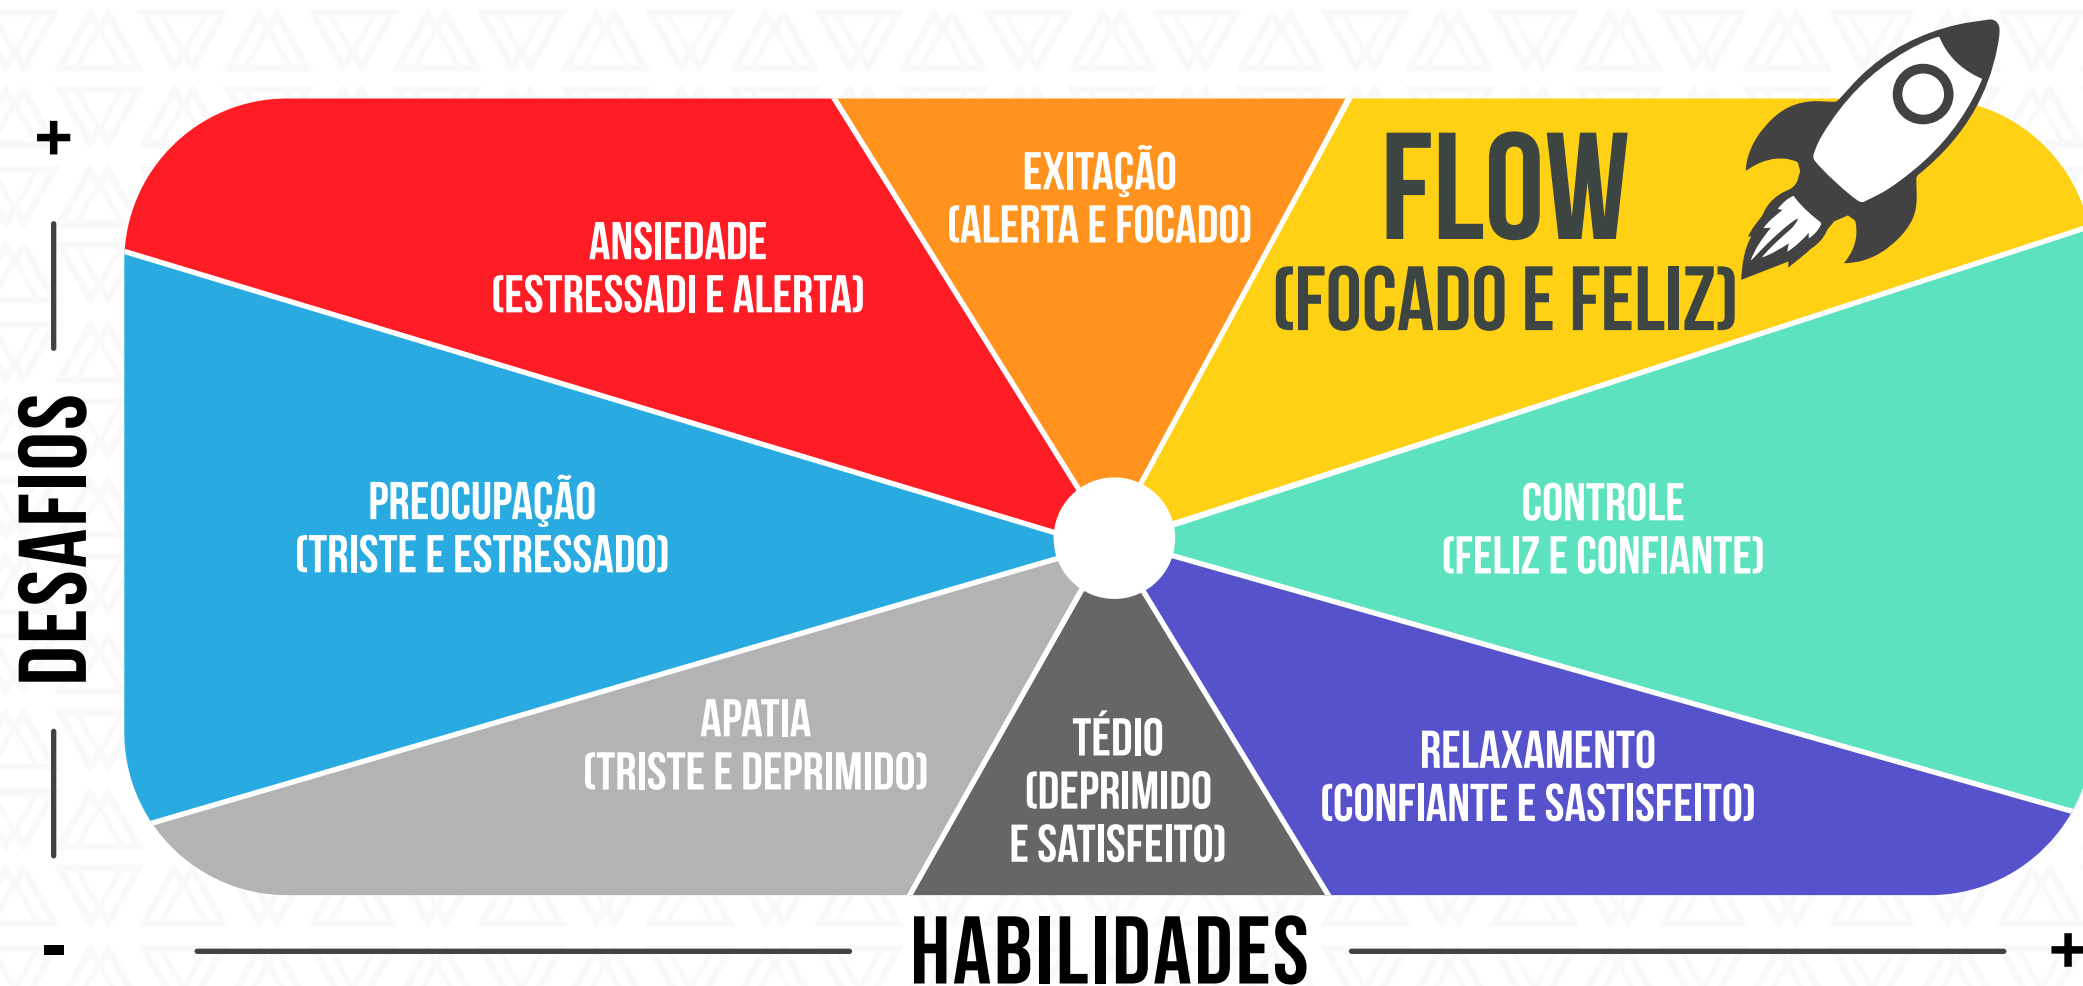 +
EXITAÇÃO
(ALERTA E FOCADO)
FLOW
(FOCADO E FELIZ)
ANSIEDADE
(ESTRESSADI E ALERTA)
DESAFIOS
PREOCUPAÇÃO
(TRISTE E ESTRESSADO)
CONTROLE
(FELIZ E CONFIANTE)
APATIA
(TRISTE E DEPRIMIDO)
TÉDIO
(DEPRIMIDO
E SATISFEITO)
RELAXAMENTO
(CONFIANTE E SASTISFEITO)
-
HABILIDADES
+